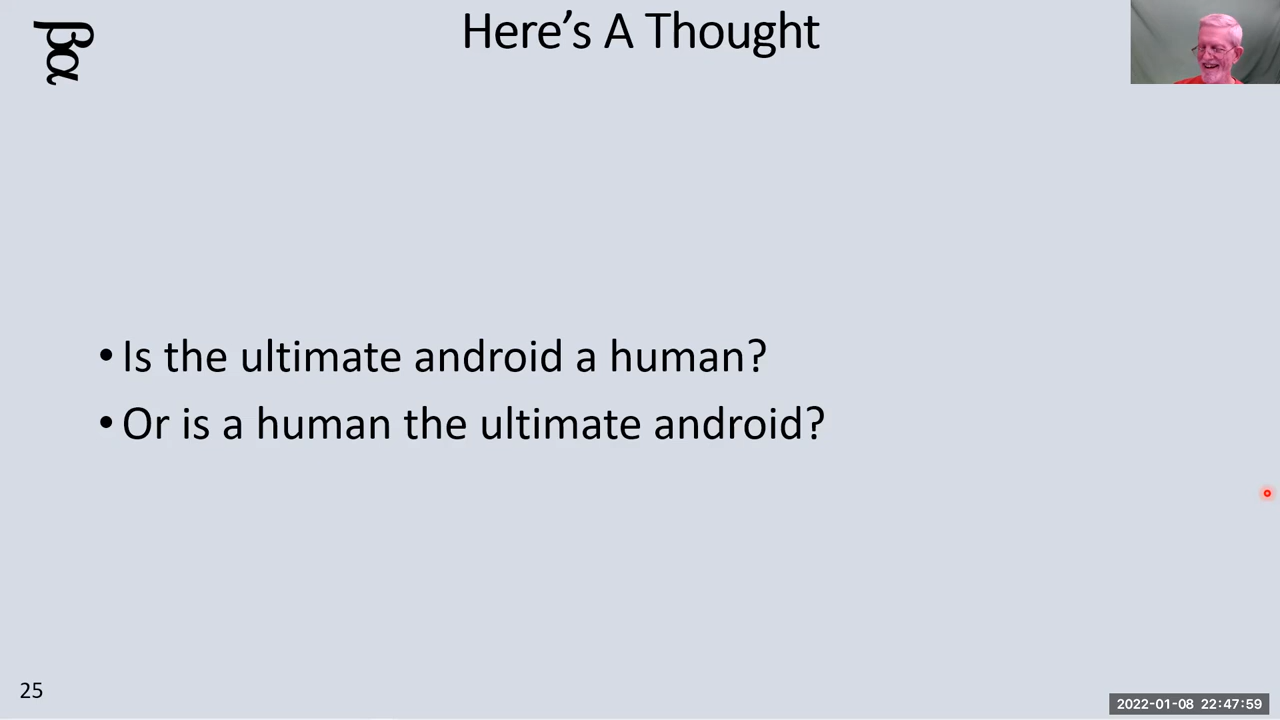 βα
Here’s A Thought
• Is the ultimate android a human?
• Or is a human the ultimate android?
25
2022-01-08 22:47:59